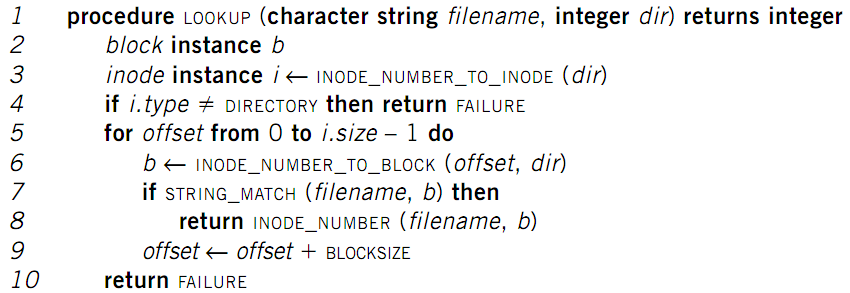 1 procedure LOOKUP (character string filename, integer dir) returns integer
2 block instance b
3 inode instance i ← INODE_NUMBER_TO_INODE (dir)
4 if i.type ≠ DIRECTORY then return FAILURE
5 for offset from 0 to i.size – 1 do
6 b ← INODE_NUMBER_TO_BLOCK (offset, dir)
7 if STRING_MATCH (filename, b) then
8 return INODE_NUMBER (filename, b)
9 offset ← offset + BLOCKSIZE
10 return FAILURE